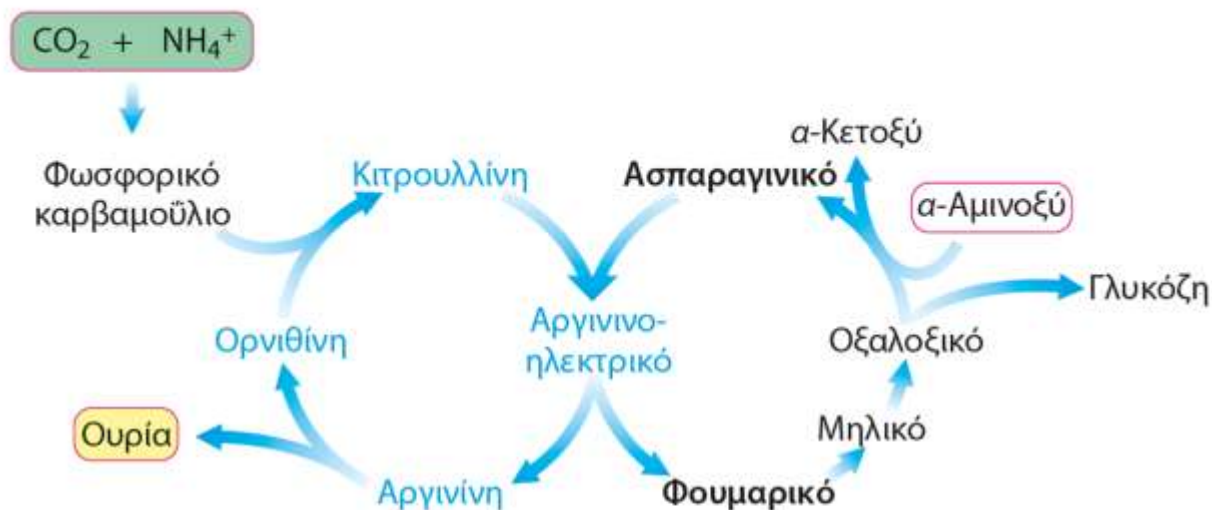 CO₂ + NH₄⁺
Φωσφορικό
καρβαμοΰλιο
Κιτρουλλίνη
Ασπαραγινικό
α-Κετοξύ
α-Αμινοξύ
Γλυκόζη
Ορνιθίνη
Αργινινο-
ηλεκτρικό
Οξαλοξικό
Μηλικό
Ουρία
Αργινίνη
Φουμαρικό